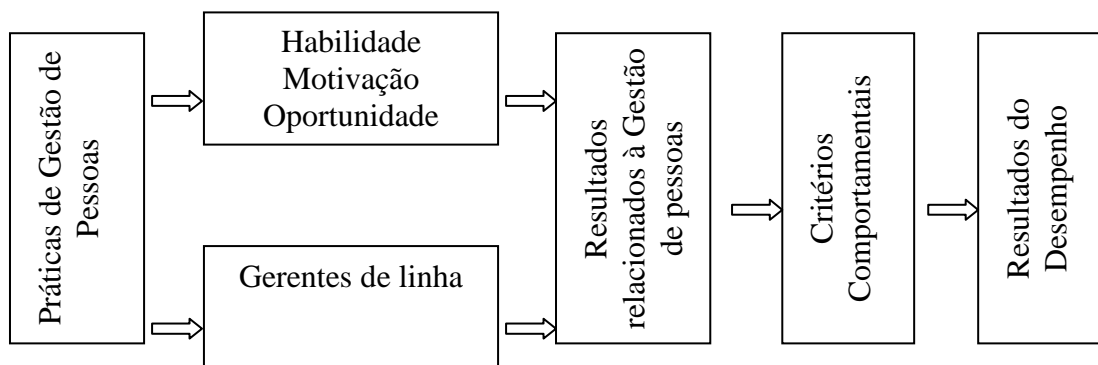 Práticas de Gestão de
Pessoas
Habilidade
Motivação
Oportunidade
Gerentes de linha
Resultados
relacionados à Gestão
de pessoas
Critérios
Comportamentais
Resultados do
Desempenho